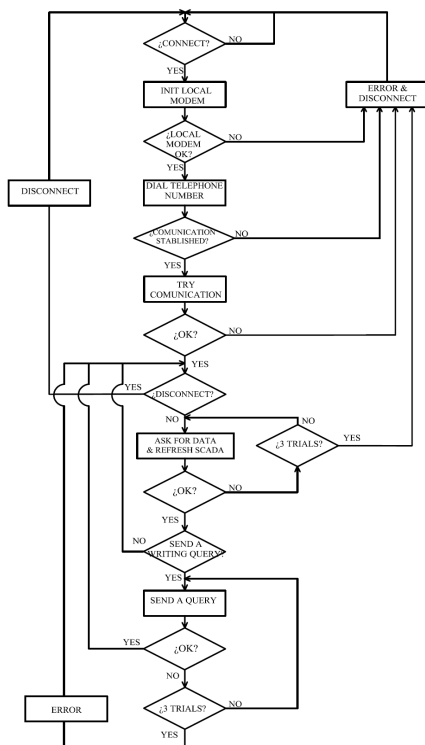 ¿CONNECT?
NO
YES
INIT LOCAL
MODEM
ERROR &
DISCONNECT
¿LOCAL
MODEM
OK?
NO
YES
DISCONNECT
DIAL TELEPHONE
NUMBER
¿COMUNICATION
STABLISHED?
NO
YES
TRY
COMUNICATION
¿OK?
NO
YES
YES
¿DISCONNECT?
NO
NO
ASK FOR DATA
& REFRESH SCADA
¿3 TRIALS?
YES
¿OK?
NO
YES
NO
SEND A
WRITING QUERY?
YES
SEND A QUERY
YES
¿OK?
NO
ERROR
¿3 TRIALS?
NO
YES